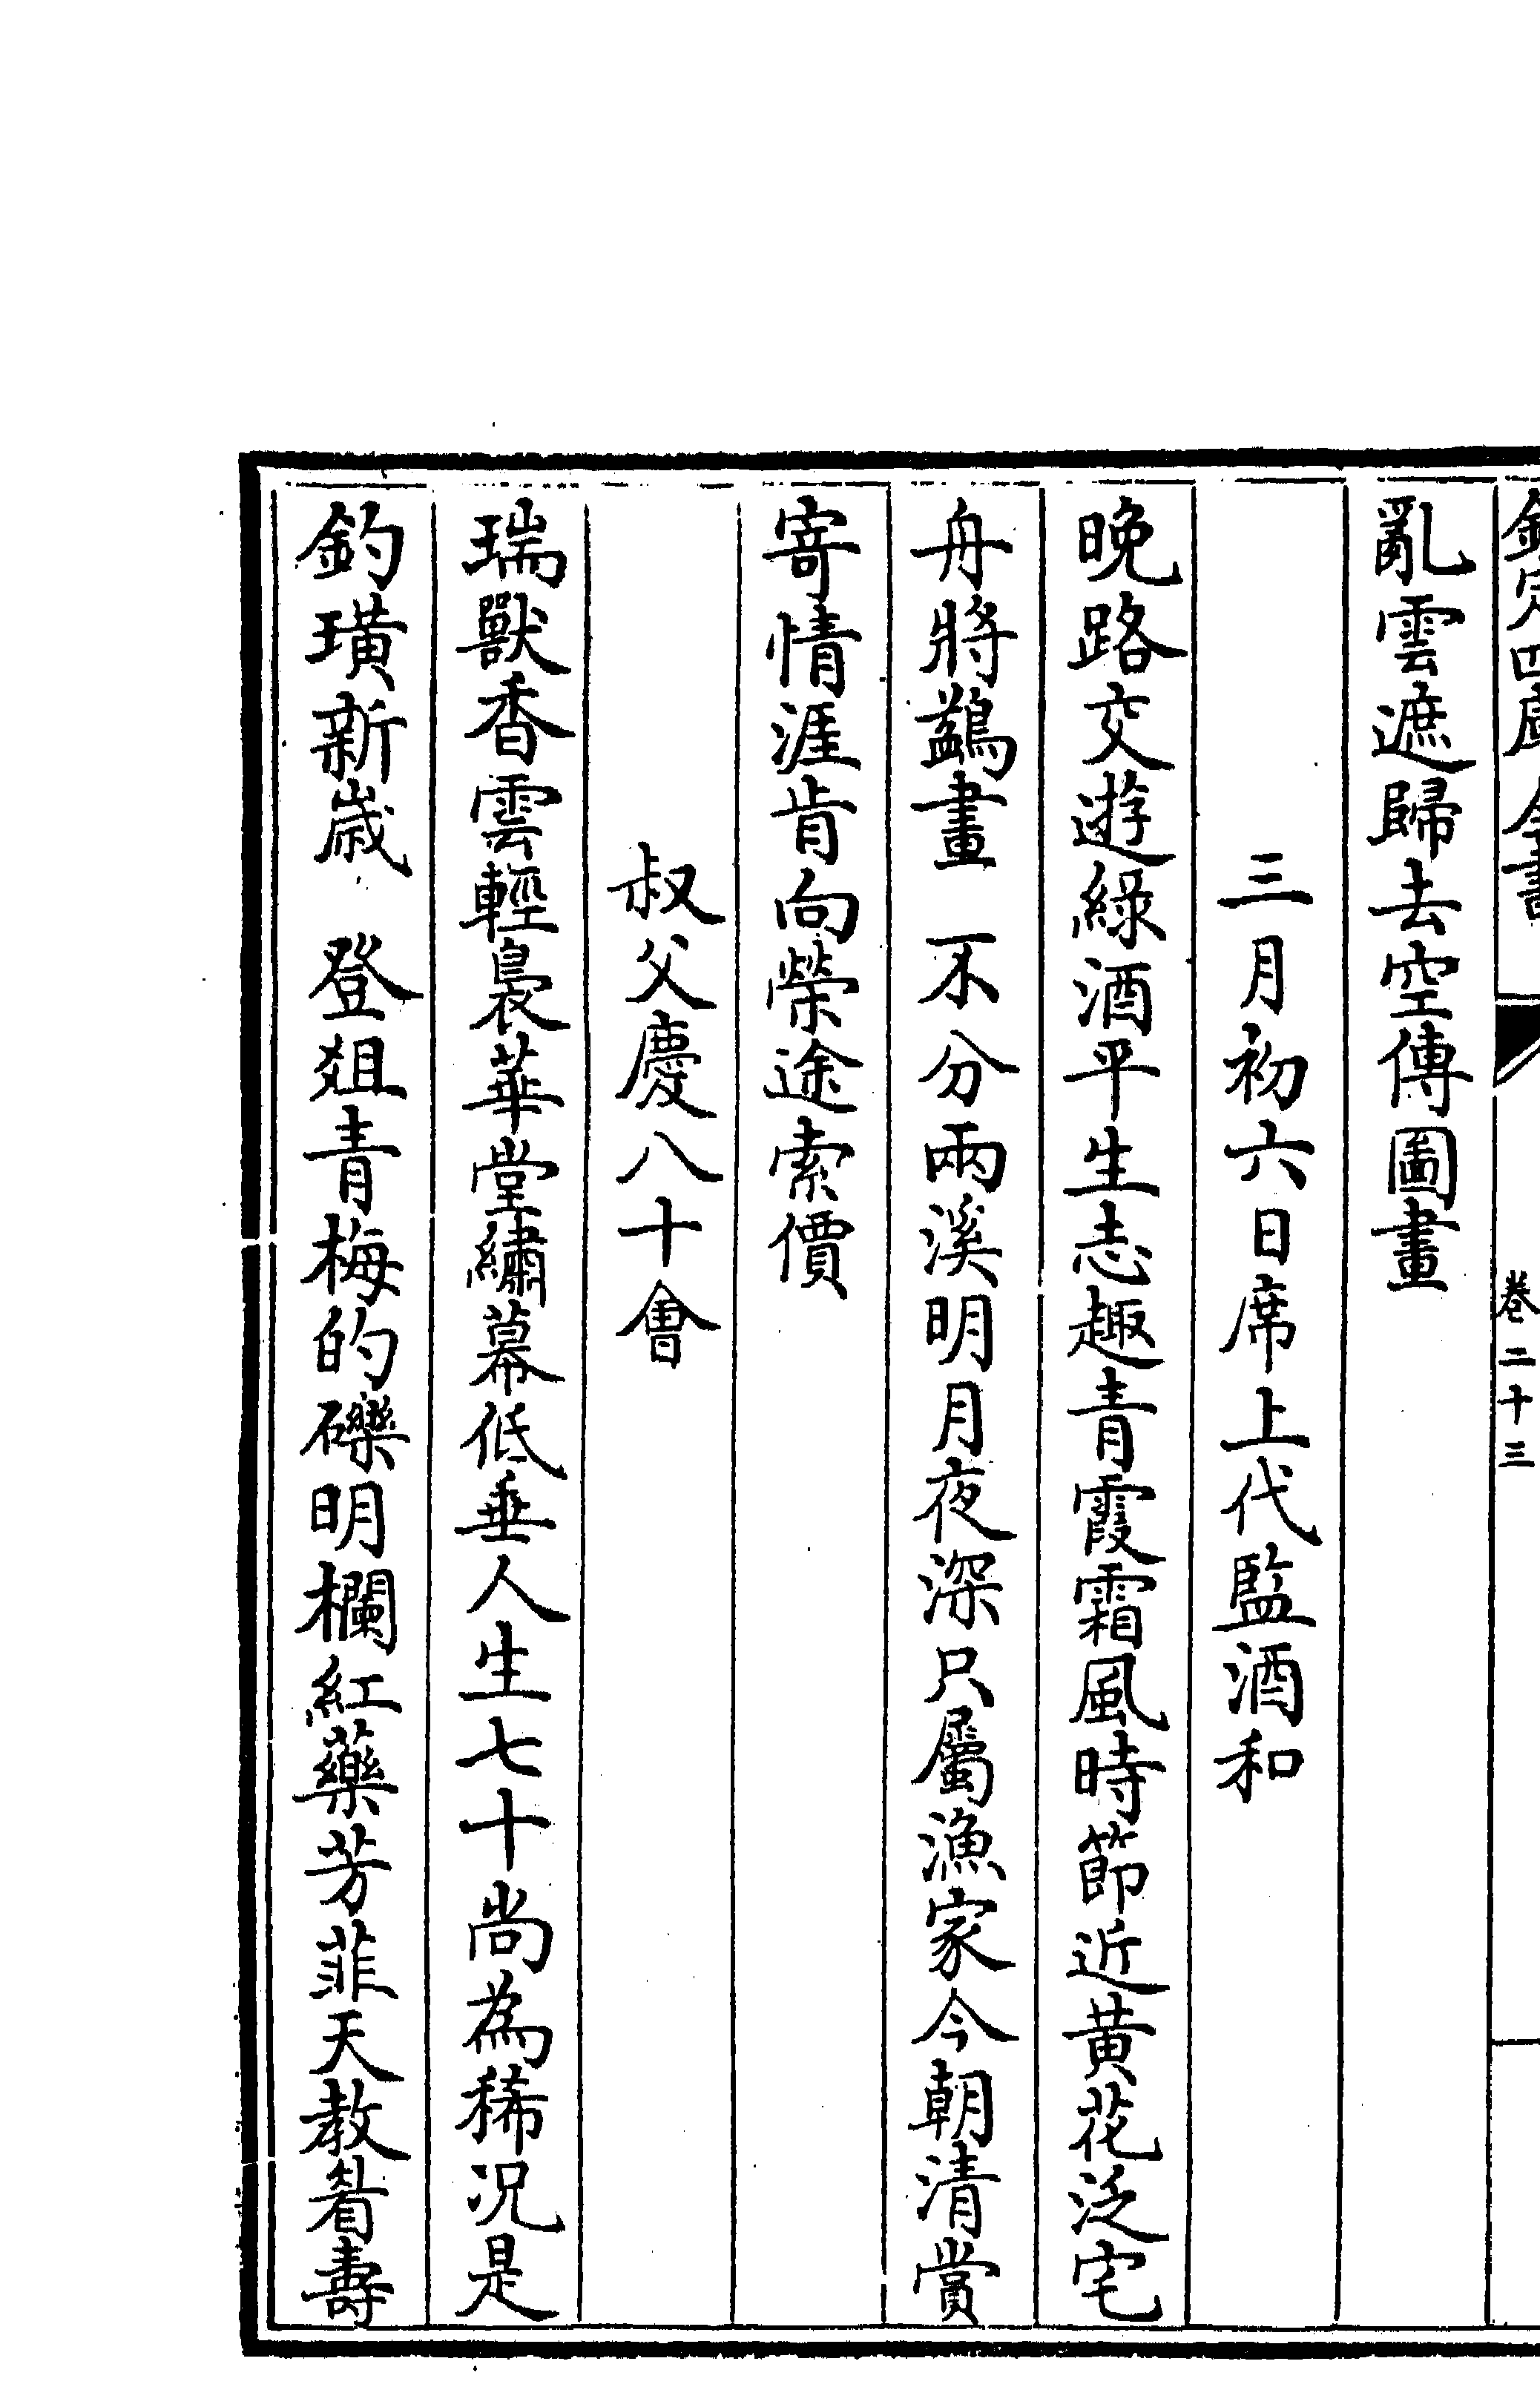 欽定四庫全書
卷二十三
亂雲遮歸去空傳圖畫
三月初六日席上代監酒和
晚路交遊綠酒平生志趣青霞霜風時節近黃花泛宅
舟將鷁畫　不分兩溪明月夜深只屬漁家今朝清賞
寄情涯肯向榮途索價
叔父慶八十會
瑞獸香雲輕裊華堂繡幕低垂人生七十尚為稀况是
釣璜新歲　登俎青梅的礫明欄紅藥芳菲天教眉壽